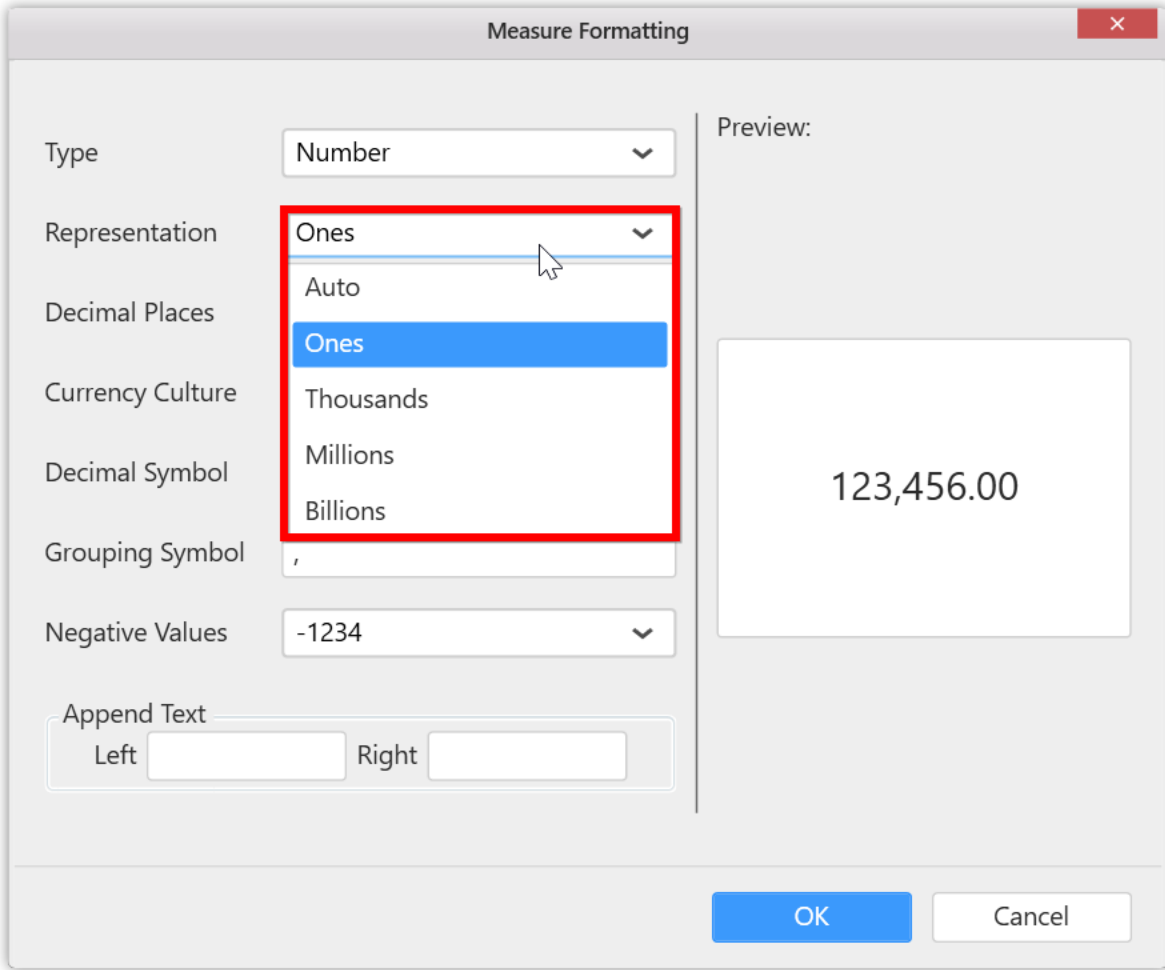 Measure Formatting
Preview:
Type Number
Representation Ones
Auto
Decimal Places
Ones
Currency Culture
Thousands
Millions
Decimal Symbol
123,456.00
Billions
Grouping Symbol ,
Negative Values -1234
Append Text
Left Right
OK Cancel